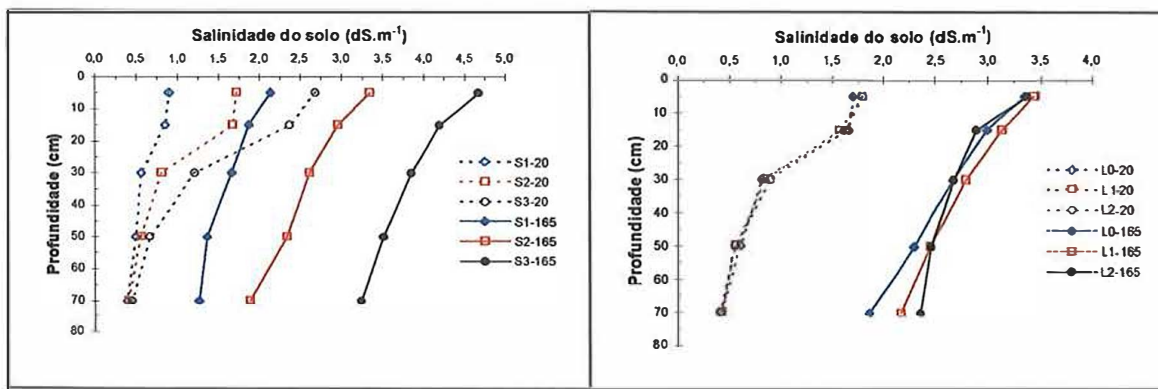 Salinidade do solo (dS.m⁻¹)
0,0 0,5 1,0 1,5 2,0 2,5 3,0 3,5 4,0 4,5 5,0
Profundidade (cm)
0
10
20
30
40
50
60
70
80
S1-20
S2-20
S3-20
S1-165
S2-165
S3-165
Salinidade do solo (dS.m⁻¹)
0,0 0,5 1,0 1,5 2,0 2,5 3,0 3,5 4,0
Profundidade (cm)
0
10
20
30
40
50
60
70
80
L0-20
L1-20
L2-20
L0-165
L1-165
L2-165